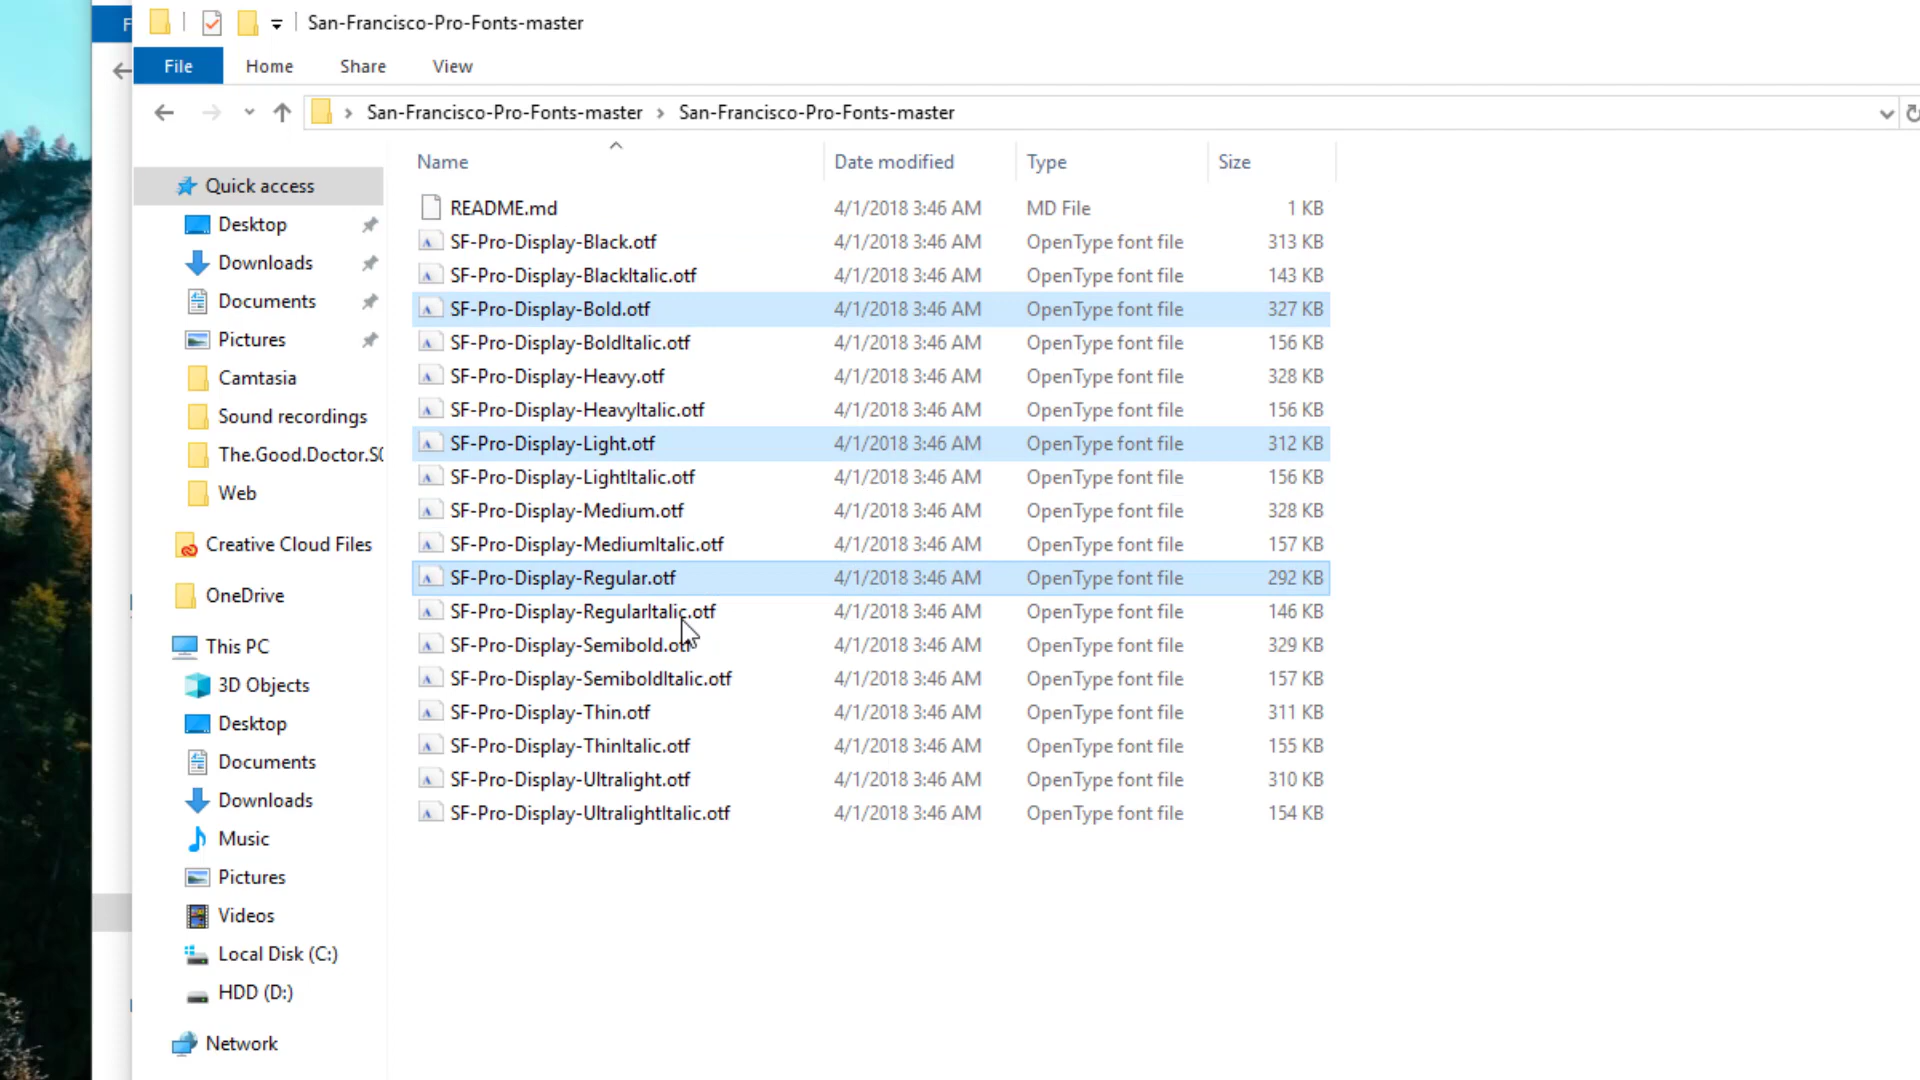 San-Francisco-Pro-Fonts-master
File Home Share View
San-Francisco-Pro-Fonts-master > San-Francisco-Pro-Fonts-master
Name Date modified Type Size
Quick access
Desktop
Downloads
Documents
Pictures
Camtasia
Sound recordings
The.Good.Doctor.S0
Web
Creative Cloud Files
OneDrive
This PC
3D Objects
Desktop
Documents
Downloads
Music
Pictures
Videos
Local Disk (C:)
HDD (D:)
Network
README.md 4/1/2018 3:46 AM MD File 1 KB
SF-Pro-Display-Black.otf 4/1/2018 3:46 AM OpenType font file 313 KB
SF-Pro-Display-BlackItalic.otf 4/1/2018 3:46 AM OpenType font file 143 KB
SF-Pro-Display-Bold.otf 4/1/2018 3:46 AM OpenType font file 327 KB
SF-Pro-Display-BoldItalic.otf 4/1/2018 3:46 AM OpenType font file 156 KB
SF-Pro-Display-Heavy.otf 4/1/2018 3:46 AM OpenType font file 328 KB
SF-Pro-Display-HeavyItalic.otf 4/1/2018 3:46 AM OpenType font file 156 KB
SF-Pro-Display-Light.otf 4/1/2018 3:46 AM OpenType font file 312 KB
SF-Pro-Display-LightItalic.otf 4/1/2018 3:46 AM OpenType font file 156 KB
SF-Pro-Display-Medium.otf 4/1/2018 3:46 AM OpenType font file 328 KB
SF-Pro-Display-MediumItalic.otf 4/1/2018 3:46 AM OpenType font file 157 KB
SF-Pro-Display-Regular.otf 4/1/2018 3:46 AM OpenType font file 292 KB
SF-Pro-Display-RegularItalic.otf 4/1/2018 3:46 AM OpenType font file 146 KB
SF-Pro-Display-Semibold.otf 4/1/2018 3:46 AM OpenType font file 329 KB
SF-Pro-Display-SemiboldItalic.otf 4/1/2018 3:46 AM OpenType font file 157 KB
SF-Pro-Display-Thin.otf 4/1/2018 3:46 AM OpenType font file 311 KB
SF-Pro-Display-ThinItalic.otf 4/1/2018 3:46 AM OpenType font file 155 KB
SF-Pro-Display-Ultralight.otf 4/1/2018 3:46 AM OpenType font file 310 KB
SF-Pro-Display-UltralightItalic.otf 4/1/2018 3:46 AM OpenType font file 154 KB